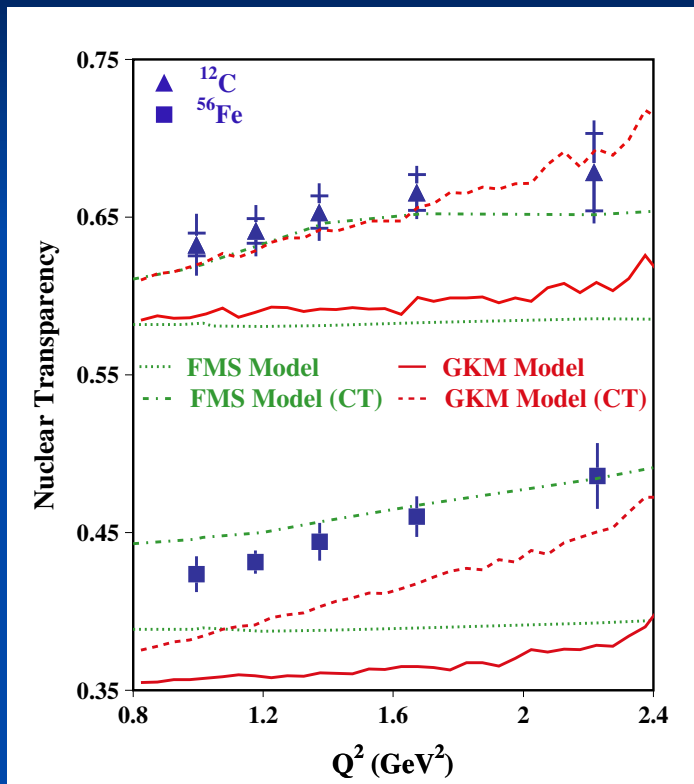 0.75
¹²C
⁵⁶Fe
0.65
Nuclear Transparency
0.55
FMS Model
GKM Model
FMS Model (CT)
GKM Model (CT)
0.45
0.35
0.8
1.2
1.6
2
2.4
Q² (GeV²)